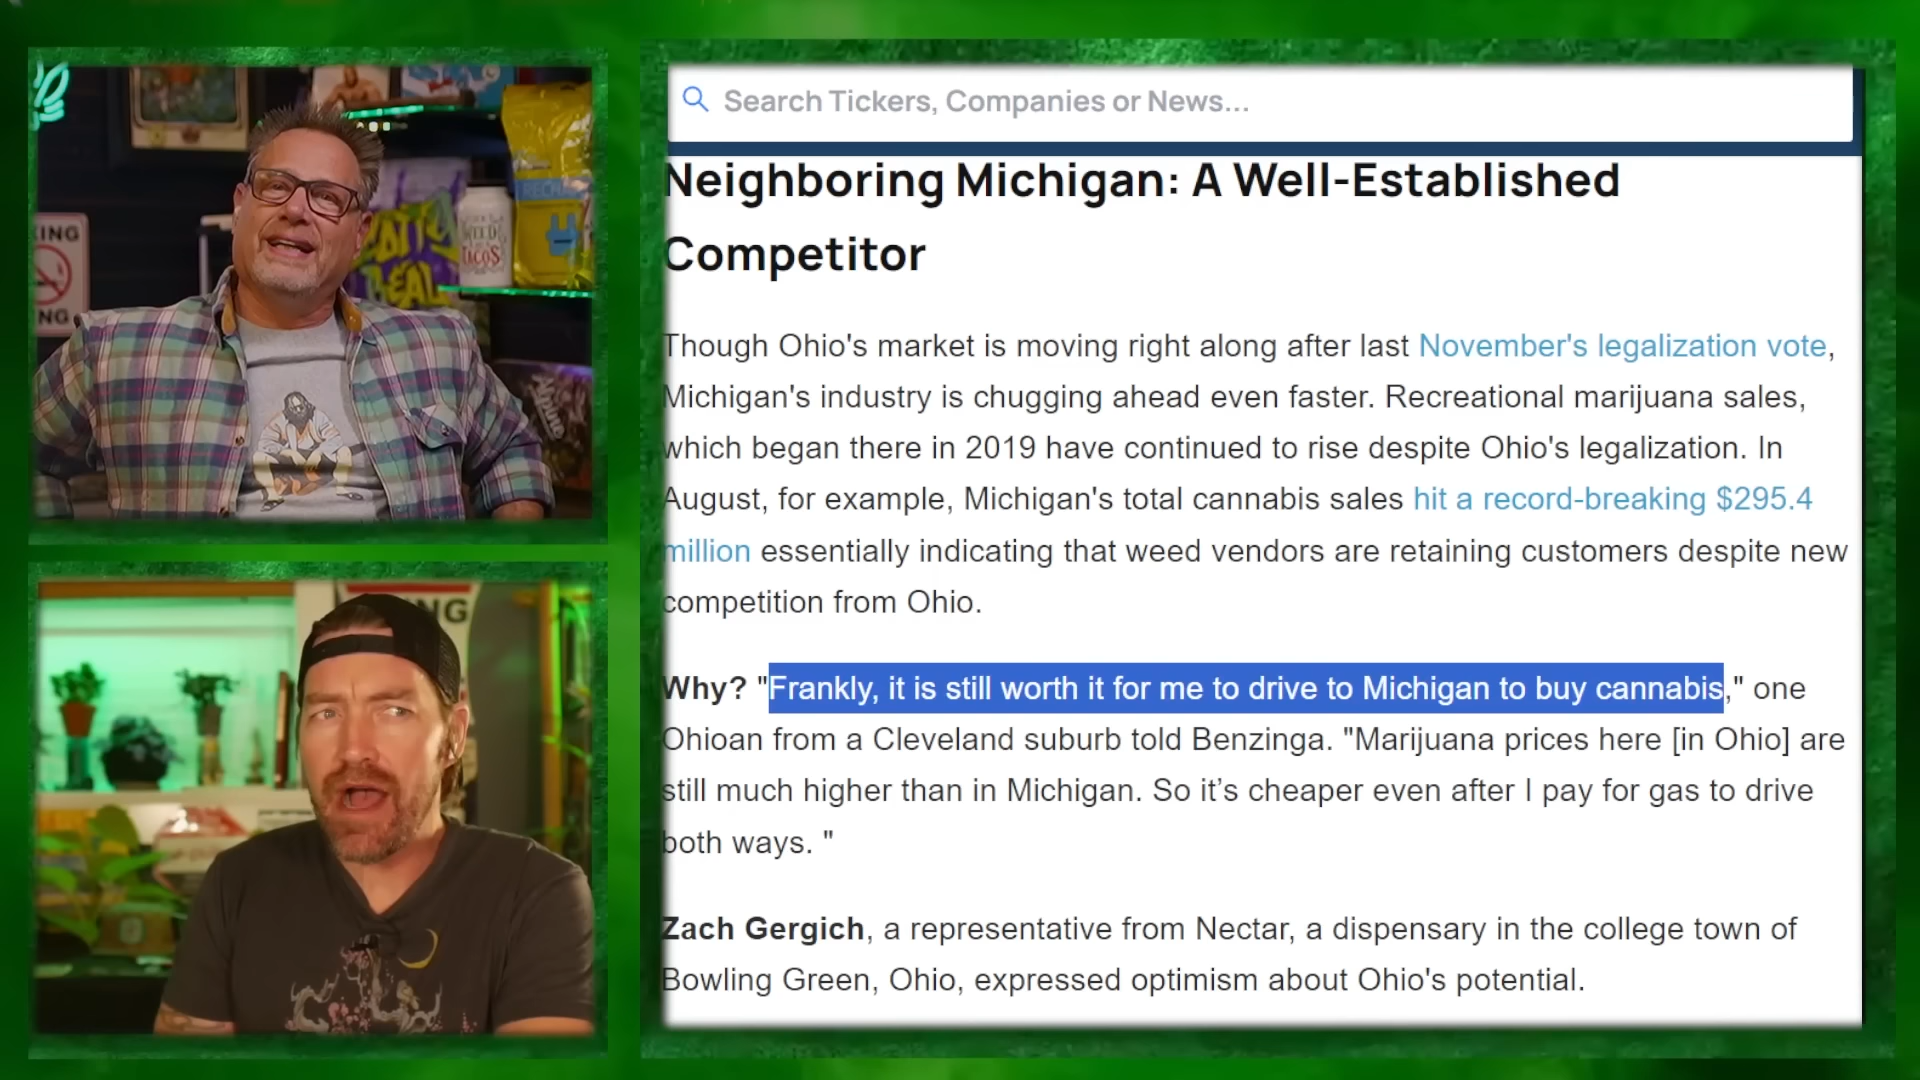 Search Tickers, Companies or News...
Neighboring Michigan: A Well-Established
Competitor
Though Ohio's market is moving right along after last November's legalization vote,
Michigan's industry is chugging ahead even faster. Recreational marijuana sales,
which began there in 2019 have continued to rise despite Ohio's legalization. In
August, for example, Michigan's total cannabis sales hit a record-breaking $295.4
million essentially indicating that weed vendors are retaining customers despite new
competition from Ohio.
Why? "Frankly, it is still worth it for me to drive to Michigan to buy cannabis," one
Ohioan from a Cleveland suburb told Benzinga. "Marijuana prices here [in Ohio] are
still much higher than in Michigan. So it’s cheaper even after I pay for gas to drive
both ways. "
Zach Gergich, a representative from Nectar, a dispensary in the college town of
Bowling Green, Ohio, expressed optimism about Ohio's potential.
KING
NG
WEED
TACOS
REAL
NG